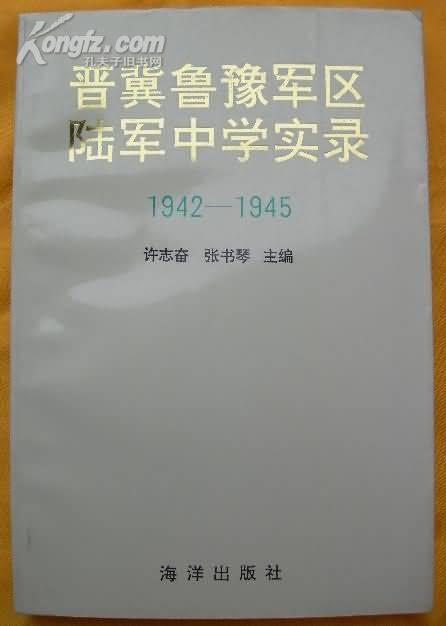 Kongfz.com
孔夫子旧书网
晋冀鲁豫军区
陆军中学实录
1942—1945
许志奋 张书琴 主编
海洋出版社